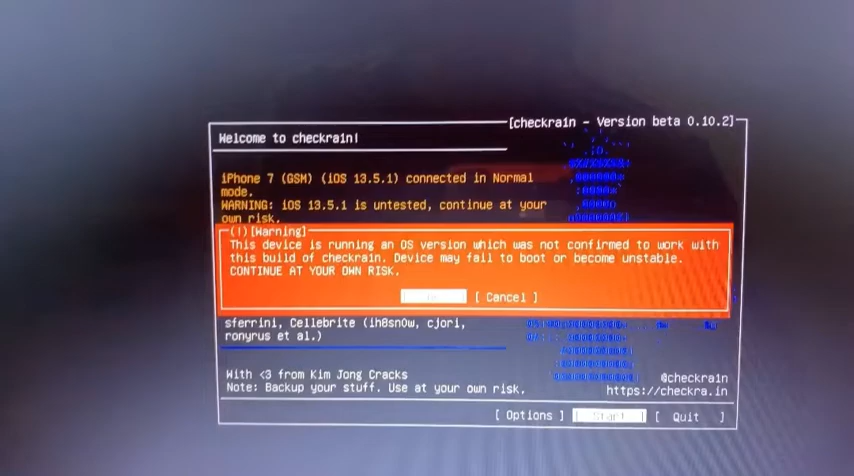 [checkra1n - Version beta 0.10.2]
Welcome to checkra1n!
iPhone 7 (GSM) (iOS 13.5.1) connected in Normal
mode.
WARNING: iOS 13.5.1 is untested, continue at your
own risk.
(!)[Warning]
This device is running an OS version which was not confirmed to work with
this build of checkra1n. Device may fail to boot or become unstable.
CONTINUE AT YOUR OWN RISK.
[ Cancel ]
sferrini, Cellebrite (ih8sn0w, cjori,
ronyrus et al.)
With <3 from Kim Jong Cracks
Note: Backup your stuff. Use at your own risk.
@checkra1n
https://checkra.in
[ Options ] [ Start ] [ Quit ]